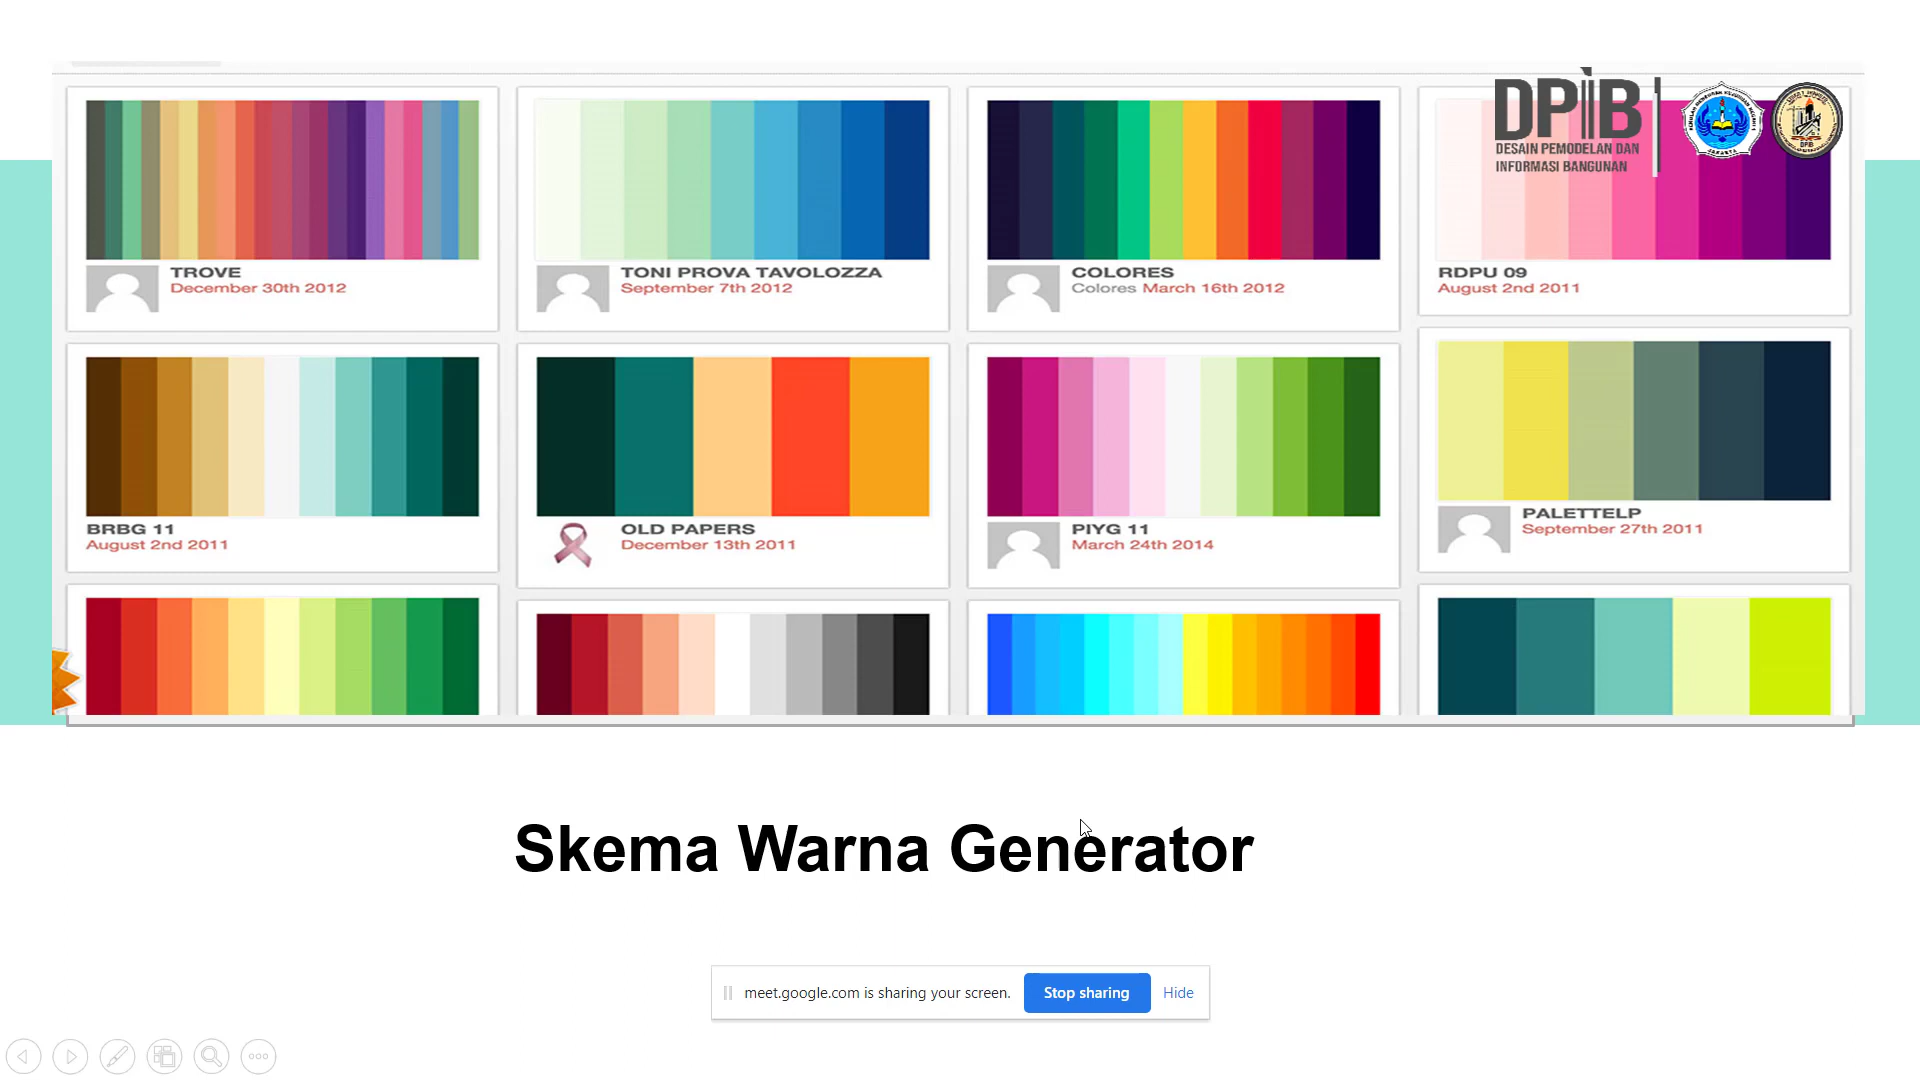 DPIB
DESAIN PEMODELAN DAN
INFORMASI BANGUNAN
TROVE
December 30th 2012
TONI PROVA TAVOLOZZA
September 7th 2012
COLORES
Colores March 16th 2012
RDPU 09
August 2nd 2011
BRBG 11
August 2nd 2011
OLD PAPERS
December 13th 2011
PIYG 11
March 24th 2014
PALETTELP
September 27th 2011
Skema Warna Generator
meet.google.com is sharing your screen.
Stop sharing
Hide